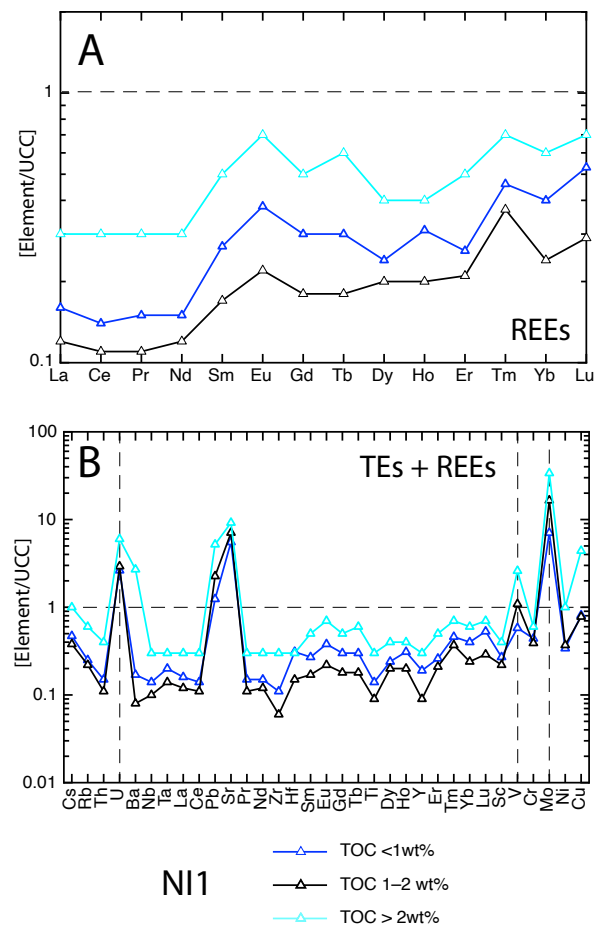 A
1
[Element/UCC]
REEs
0.1
La Ce Pr Nd Sm Eu Gd Tb Dy Ho Er Tm Yb Lu
100
B
TEs + REEs
10
[Element/UCC]
1
0.1
0.01
Cs Rb Th U Ba Nb Ta La Ce Pb Sr Pr Nd Zr Hf Sm Eu Gd Tb Ti Dy Ho Y Er Tm Yb Lu Sc V Cr Mo Ni Cu
TOC <1wt%
NI1
TOC 1–2 wt%
TOC > 2wt%